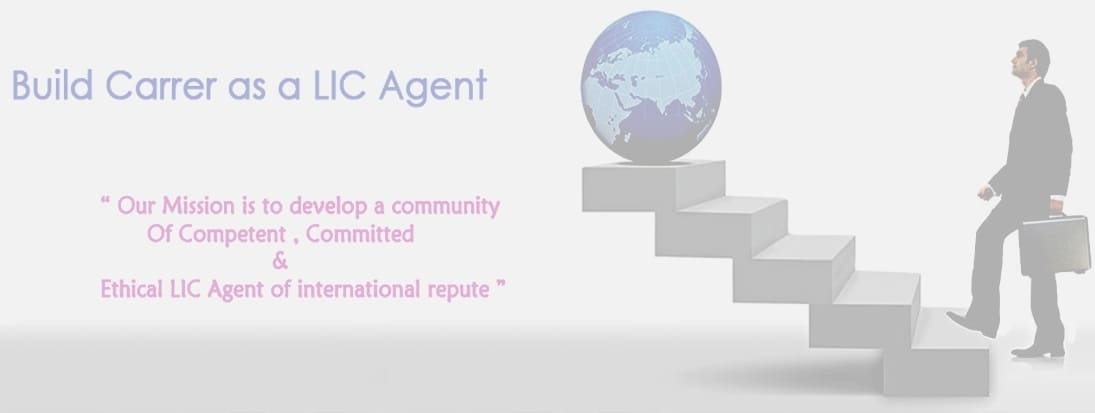 Build Carrer as a LIC Agent
“ Our Mission is to develop a community
Of Competent , Committed
&
Ethical LIC Agent of international repute ”